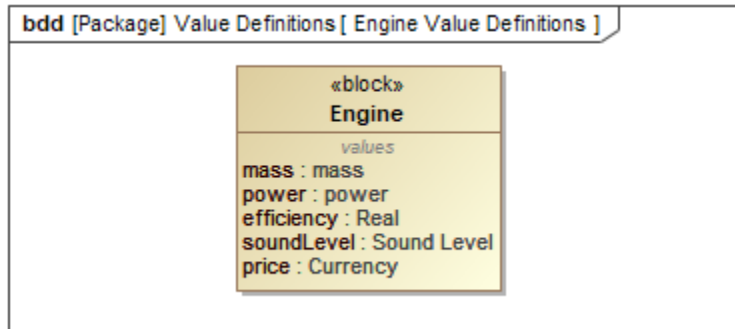 bdd [Package] Value Definitions [ Engine Value Definitions ]
«block»
Engine
values
mass : mass
power : power
efficiency : Real
soundLevel : Sound Level
price : Currency